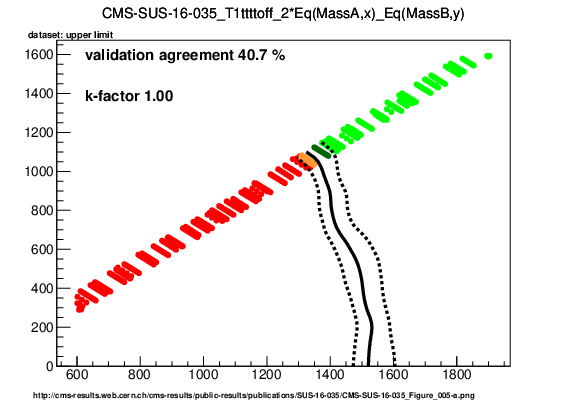 CMS-SUS-16-035_T1ttttoff_2*Eq(MassA,x)_Eq(MassB,y)
dataset: upper limit
validation agreement 40.7 %
k-factor 1.00
1600
1400
1200
1000
800
600
400
200
0
600 800 1000 1200 1400 1600 1800
http://cms-results.web.cern.ch/cms-results/public-results/publications/SUS-16-035/CMS-SUS-16-035_Figure_005-a.png